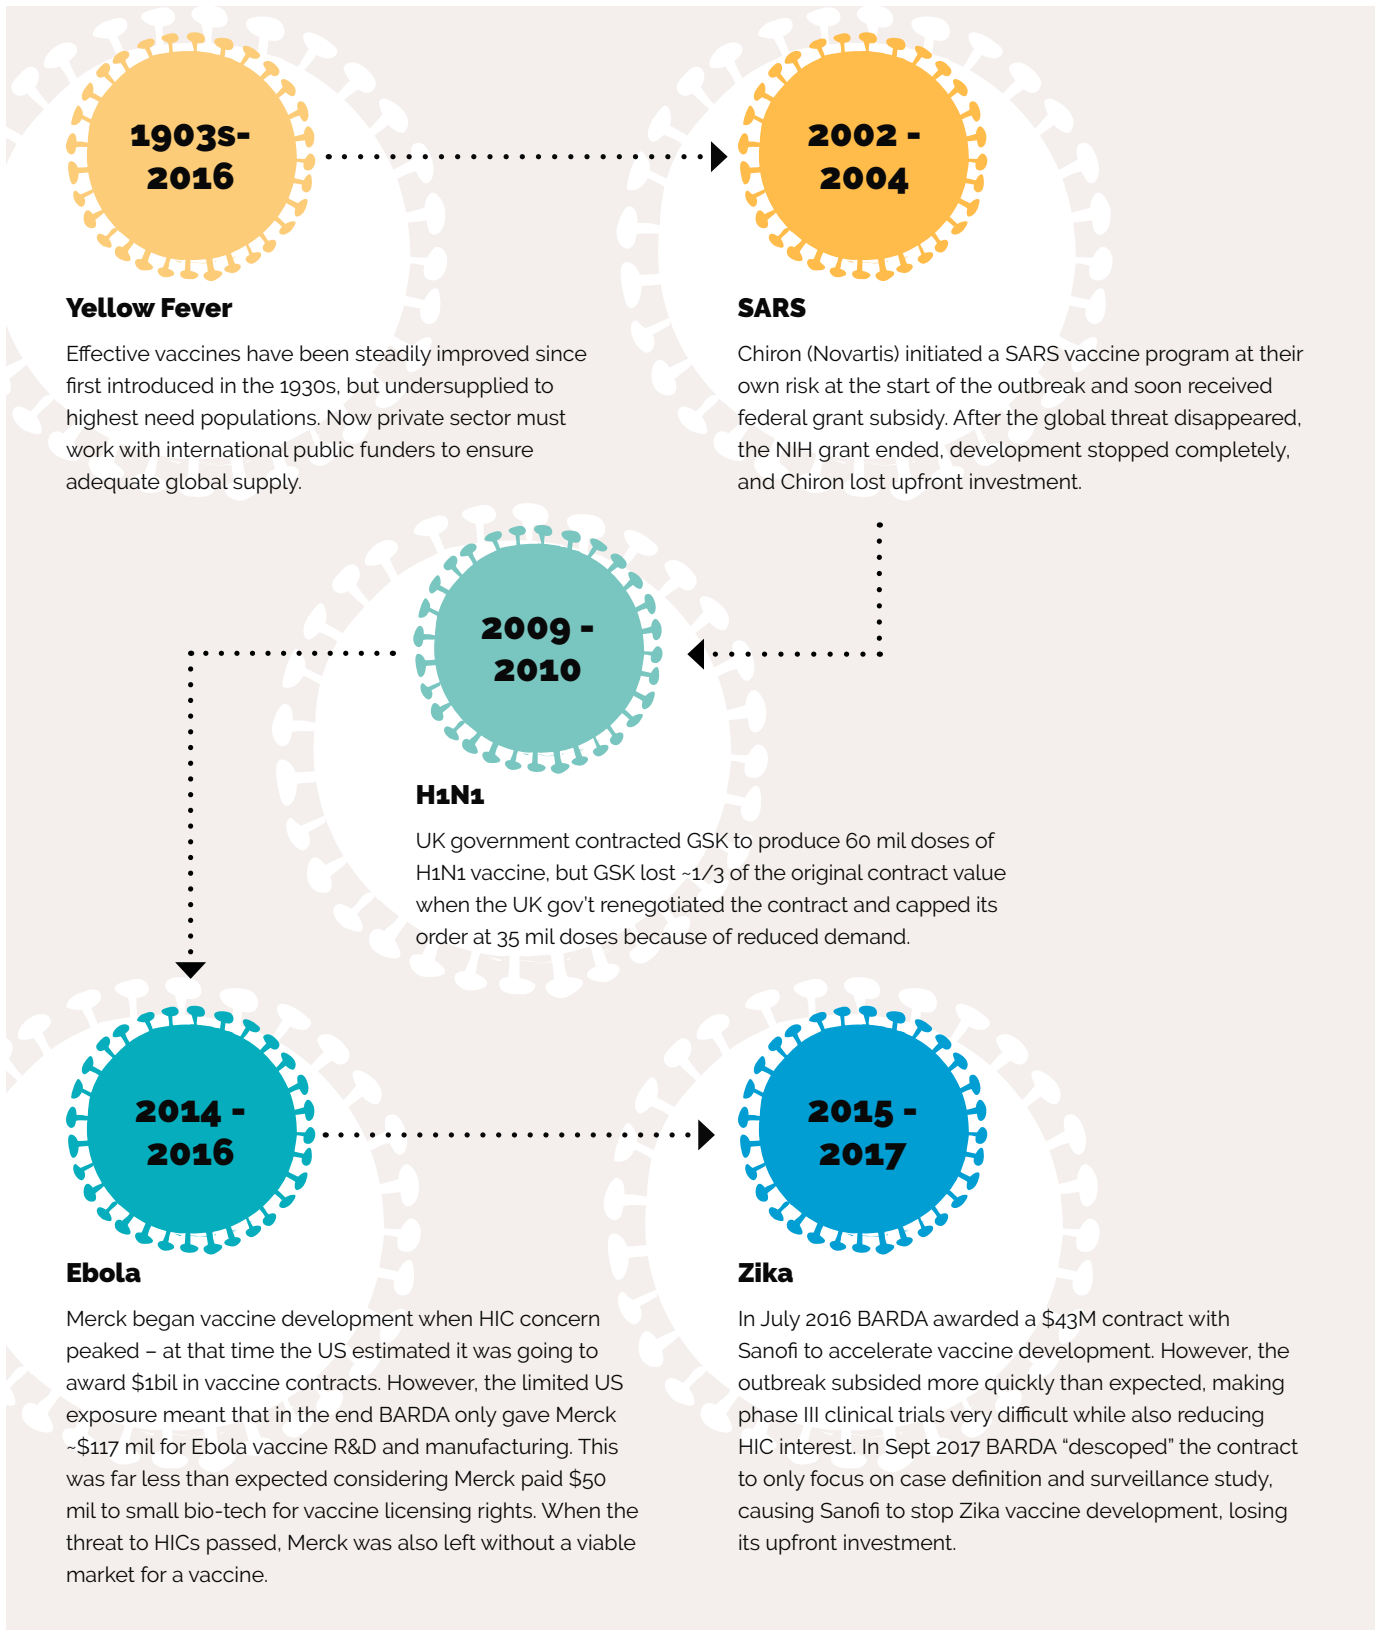 1903s-
2016
Yellow Fever
Effective vaccines have been steadily improved since
first introduced in the 1930s, but undersupplied to
highest need populations. Now private sector must
work with international public funders to ensure
adequate global supply.
2002 -
2004
SARS
Chiron (Novartis) initiated a SARS vaccine program at their
own risk at the start of the outbreak and soon received
federal grant subsidy. After the global threat disappeared,
the NIH grant ended, development stopped completely,
and Chiron lost upfront investment.
2009 -
2010
H1N1
UK government contracted GSK to produce 60 mil doses of
H1N1 vaccine, but GSK lost ~1/3 of the original contract value
when the UK gov't renegotiated the contract and capped its
order at 35 mil doses because of reduced demand.
2014 -
2016
Ebola
Merck began vaccine development when HIC concern
peaked – at that time the US estimated it was going to
award $1bil in vaccine contracts. However, the limited US
exposure meant that in the end BARDA only gave Merck
~$117 mil for Ebola vaccine R&D and manufacturing. This
was far less than expected considering Merck paid $50
mil to small bio-tech for vaccine licensing rights. When the
threat to HICs passed, Merck was also left without a viable
market for a vaccine.
2015 -
2017
Zika
In July 2016 BARDA awarded a $43M contract with
Sanofi to accelerate vaccine development. However, the
outbreak subsided more quickly than expected, making
phase III clinical trials very difficult while also reducing
HIC interest. In Sept 2017 BARDA “descoped” the contract
to only focus on case definition and surveillance study,
causing Sanofi to stop Zika vaccine development, losing
its upfront investment.